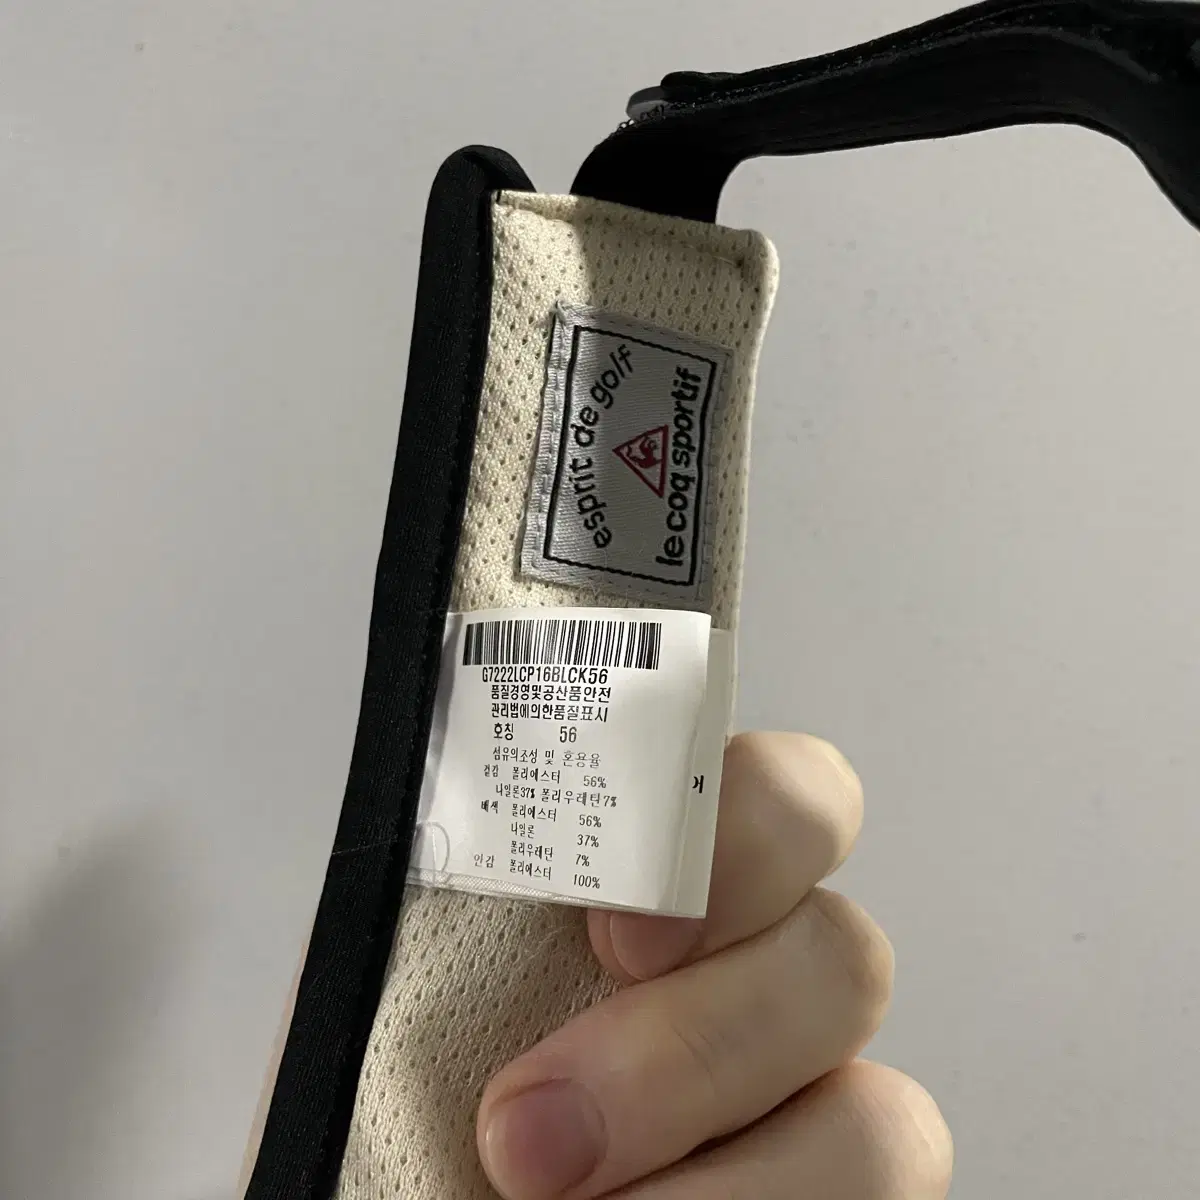 esprit de golf
le coq sportif
G7222LCP16BLCK56
품질경영및공산품안전
관리법에의한품질표시
호칭 56
섬유의조성 및 혼용율
겉감 폴리에스터 56%
나일론37% 폴리우레탄7%
배색 폴리에스터 56%
나일론 37%
폴리우레탄 7%
안감 폴리에스터 100%
어